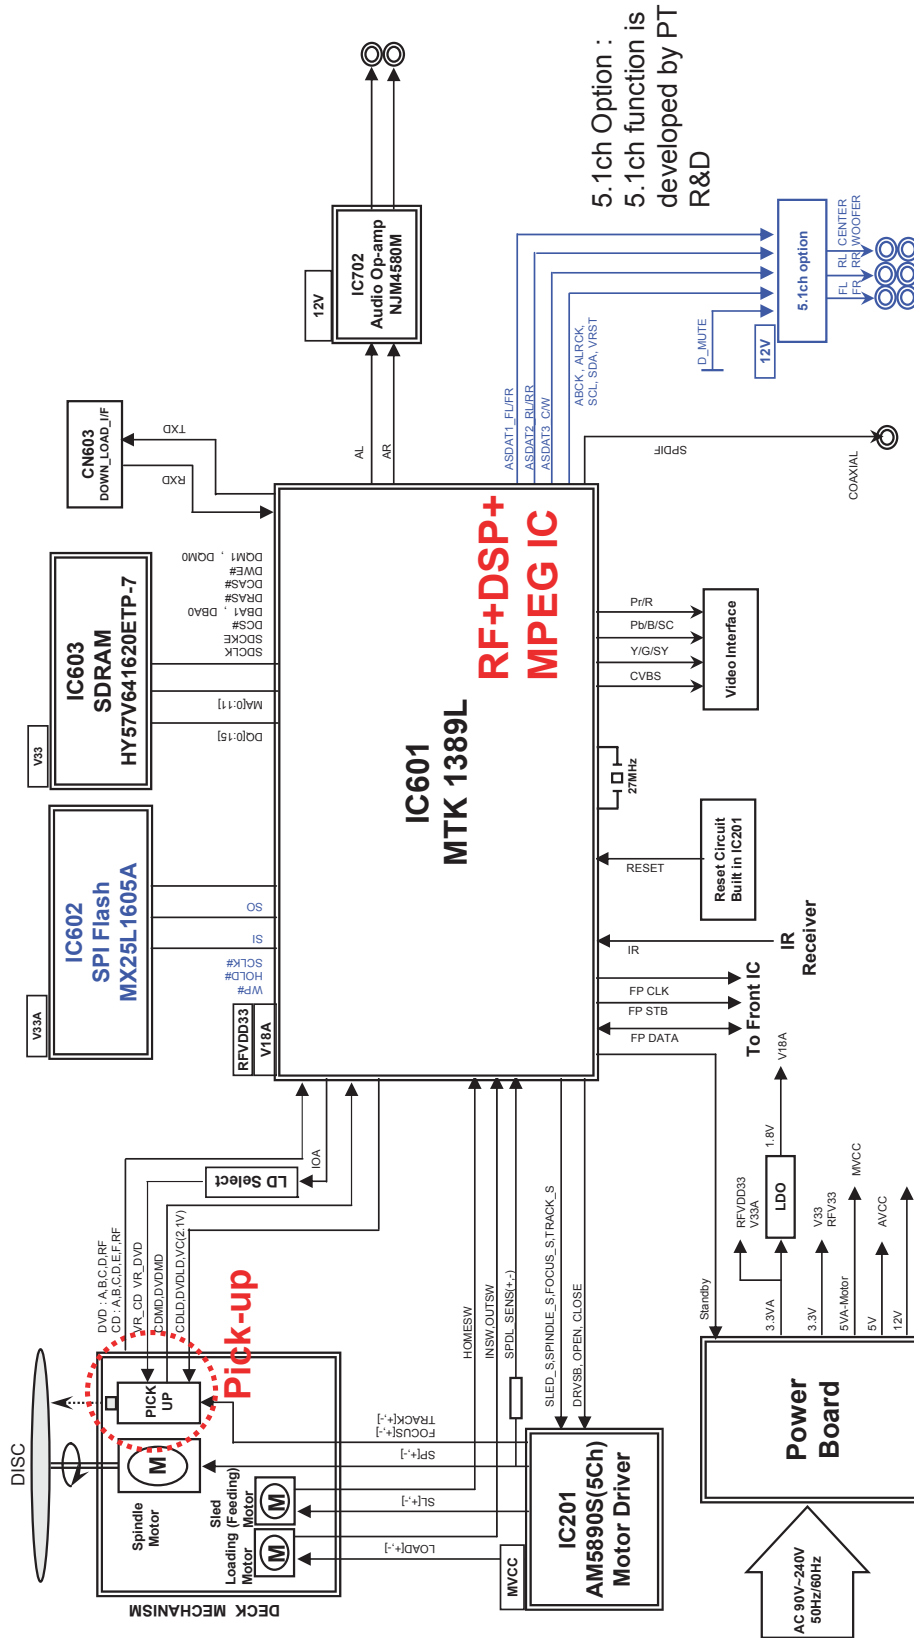 DISC
DECK MECHANISM
Spindle
Motor
M
Sled
(Feeding)
Motor
M
Loading
Motor
M
PICK
UP
Pick-up
DVD : A,B,C,D,RF
CD : A,B,C,D,E,F,RF
VR_CD VR_DVD
CDMD,DVDMD
CDLD,DVDLD,VC(2.1V)
LD Select
IOA
FOCUS[+,-]
TRACK[+,-]
SP[+,-]
SL[+,-]
LOAD[+,-]
HOMESW
INSW,OUTSW
SPDL_SENS(+,-)
SLED_S,SPINDLE_S,FOCUS_S,TRACK_S
DRVSB, OPEN, CLOSE
MVCC
IC201
AM5890S(5Ch)
Motor Driver
AC 90V~240V
50Hz/60Hz
Power
Board
Standby
3.3VA
RFVDD33
V33A
LDO
1.8V
V18A
3.3V
V33
RFV33
5VA-Motor
MVCC
5V
AVCC
12V
V33A
IC602
SPI Flash
MX25L1605A
WP#
HOLD#
SCLK#
SI
SO
V33
IC603
SDRAM
HY57V641620ETP-7
DQ[0:15]
MA[0:11]
SDCLK
SDCKE
DCS#
DBA1 , DBA0
DRAS#
DCAS#
DWE#
DQM1 , DQM0
CN603
DOWN_LOAD_I/F
RXD
TXD
RFVDD33
V18A
IC601
MTK 1389L
RF+DSP+
MPEG IC
FP DATA
FP STB
FP CLK
To Front IC
IR
IR
Receiver
RESET
Reset Circuit
Built in IC201
27MHz
CVBS
Y/G/SY
Pb/B/SC
Pr/R
Video Interface
AL
AR
12V
IC702
Audio Op-amp
NJM4580M
ASDAT1_FL/FR
ASDAT2_RL/RR
ASDAT3_C/W
ABCK , ALRCK,
SCL, SDA, VRST
SPDIF
COAXIAL
D_MUTE
12V
5.1ch option
FL RL CENTER
FR RR WOOFER
5.1ch Option :
5.1ch function is
developed by PT
R&D